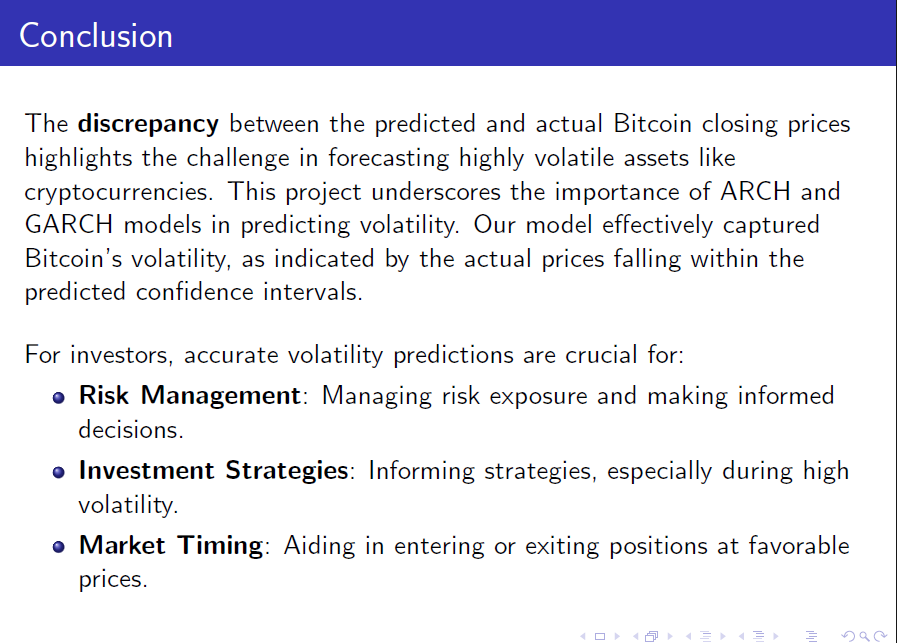 Conclusion
The discrepancy between the predicted and actual Bitcoin closing prices
highlights the challenge in forecasting highly volatile assets like
cryptocurrencies. This project underscores the importance of ARCH and
GARCH models in predicting volatility. Our model effectively captured
Bitcoin's volatility, as indicated by the actual prices falling within the
predicted confidence intervals.
For investors, accurate volatility predictions are crucial for:
Risk Management: Managing risk exposure and making informed
decisions.
Investment Strategies: Informing strategies, especially during high
volatility.
Market Timing: Aiding in entering or exiting positions at favorable
prices.